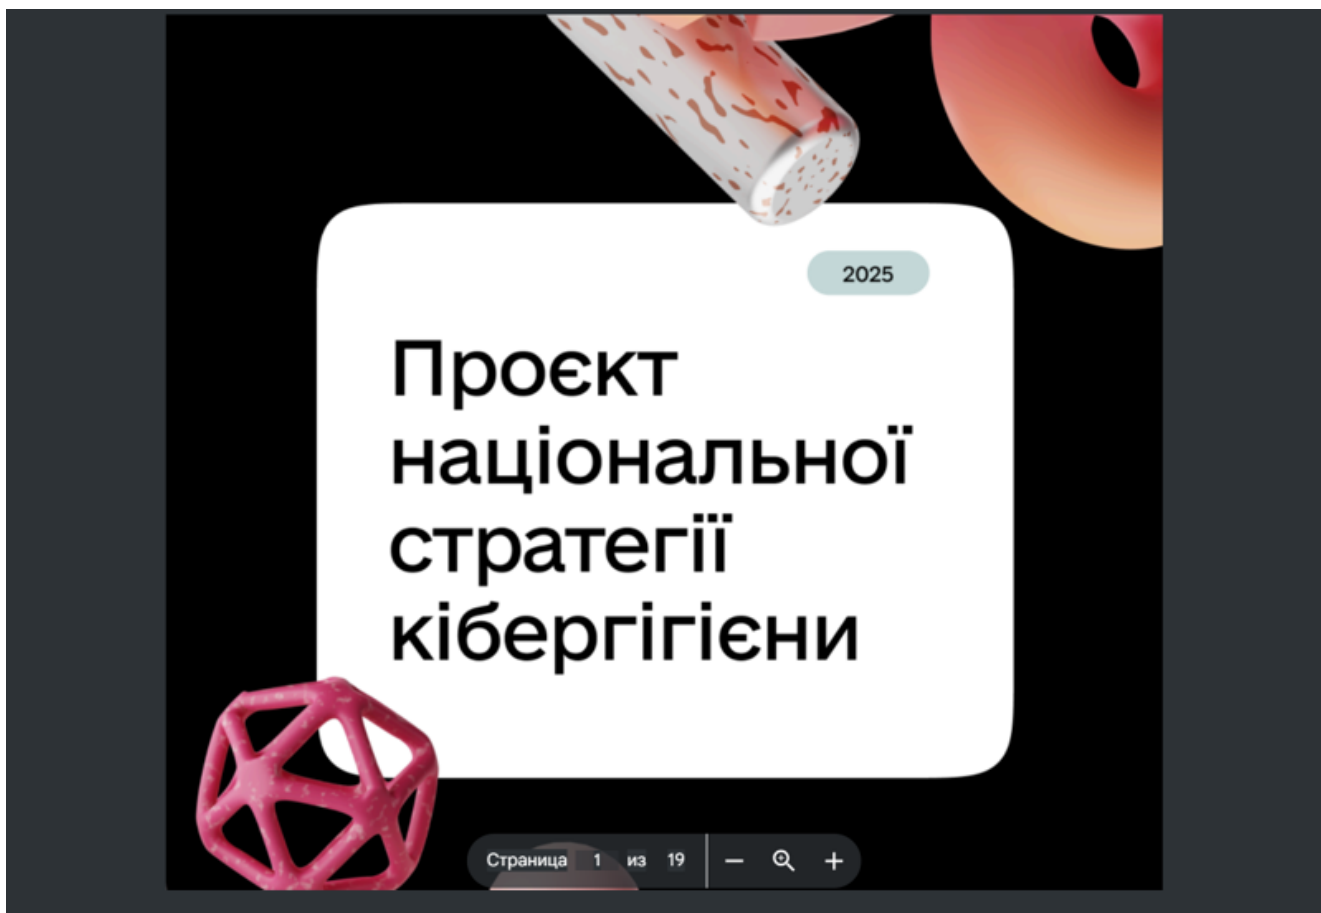 2025
Проєкт
національної
стратегії
кібергігієни
Страница 1 из 19